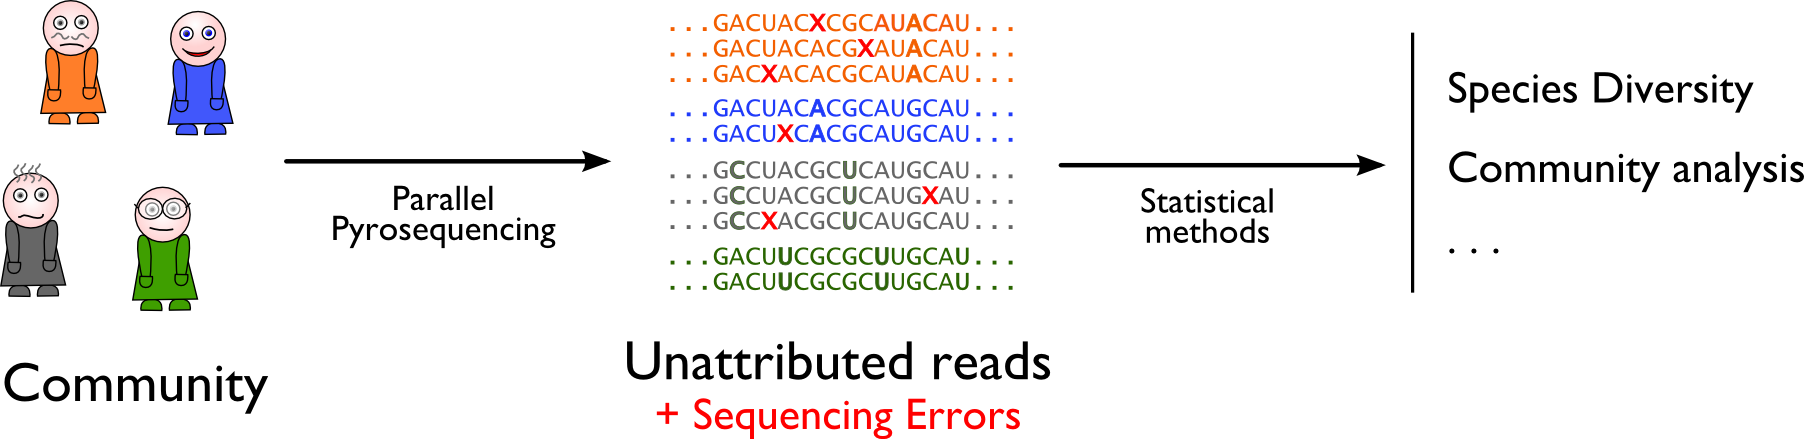 ...GACUACXCGCAUACAU...
...GACUACACGXAUACAU...
...GACXACACGCAUACAU...
...GACUACACGCAUGCAU...
...GACUXCACGCAUGCAU...
...GCCUACGCUCAUGCAU...
...GCCUACGCUCAUGXAU...
...GCCXACGCUCAUGCAU...
...GACUUCGCGCUUGCAU...
...GACUUCGCGCUUGCAU...
Parallel
Pyrosequencing
Statistical
methods
Species Diversity
Community analysis
...
Community
Unattributed reads
+ Sequencing Errors